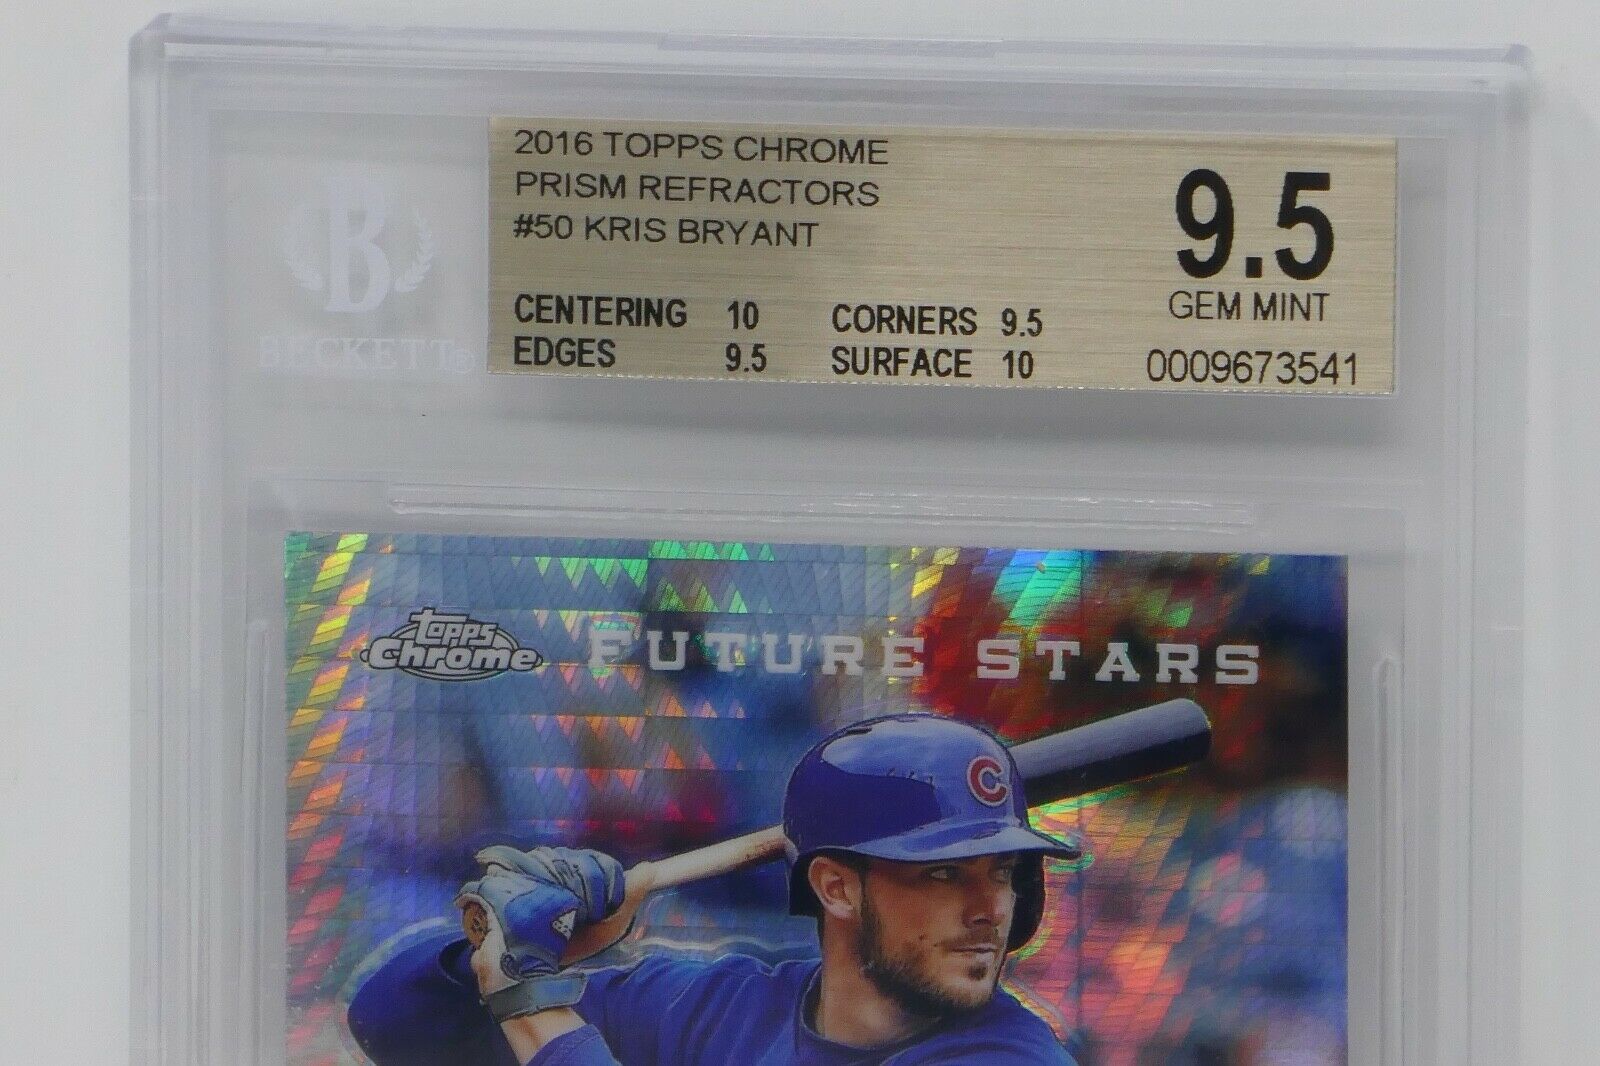 2016 TOPPS CHROME
PRISM REFRACTORS
#50 KRIS BRYANT
9.5
GEM MINT
CENTERING 10 CORNERS 9.5
EDGES 9.5 SURFACE 10
0009673541
B
BECKETT®
topps
Chrome
FUTURE STARS
C